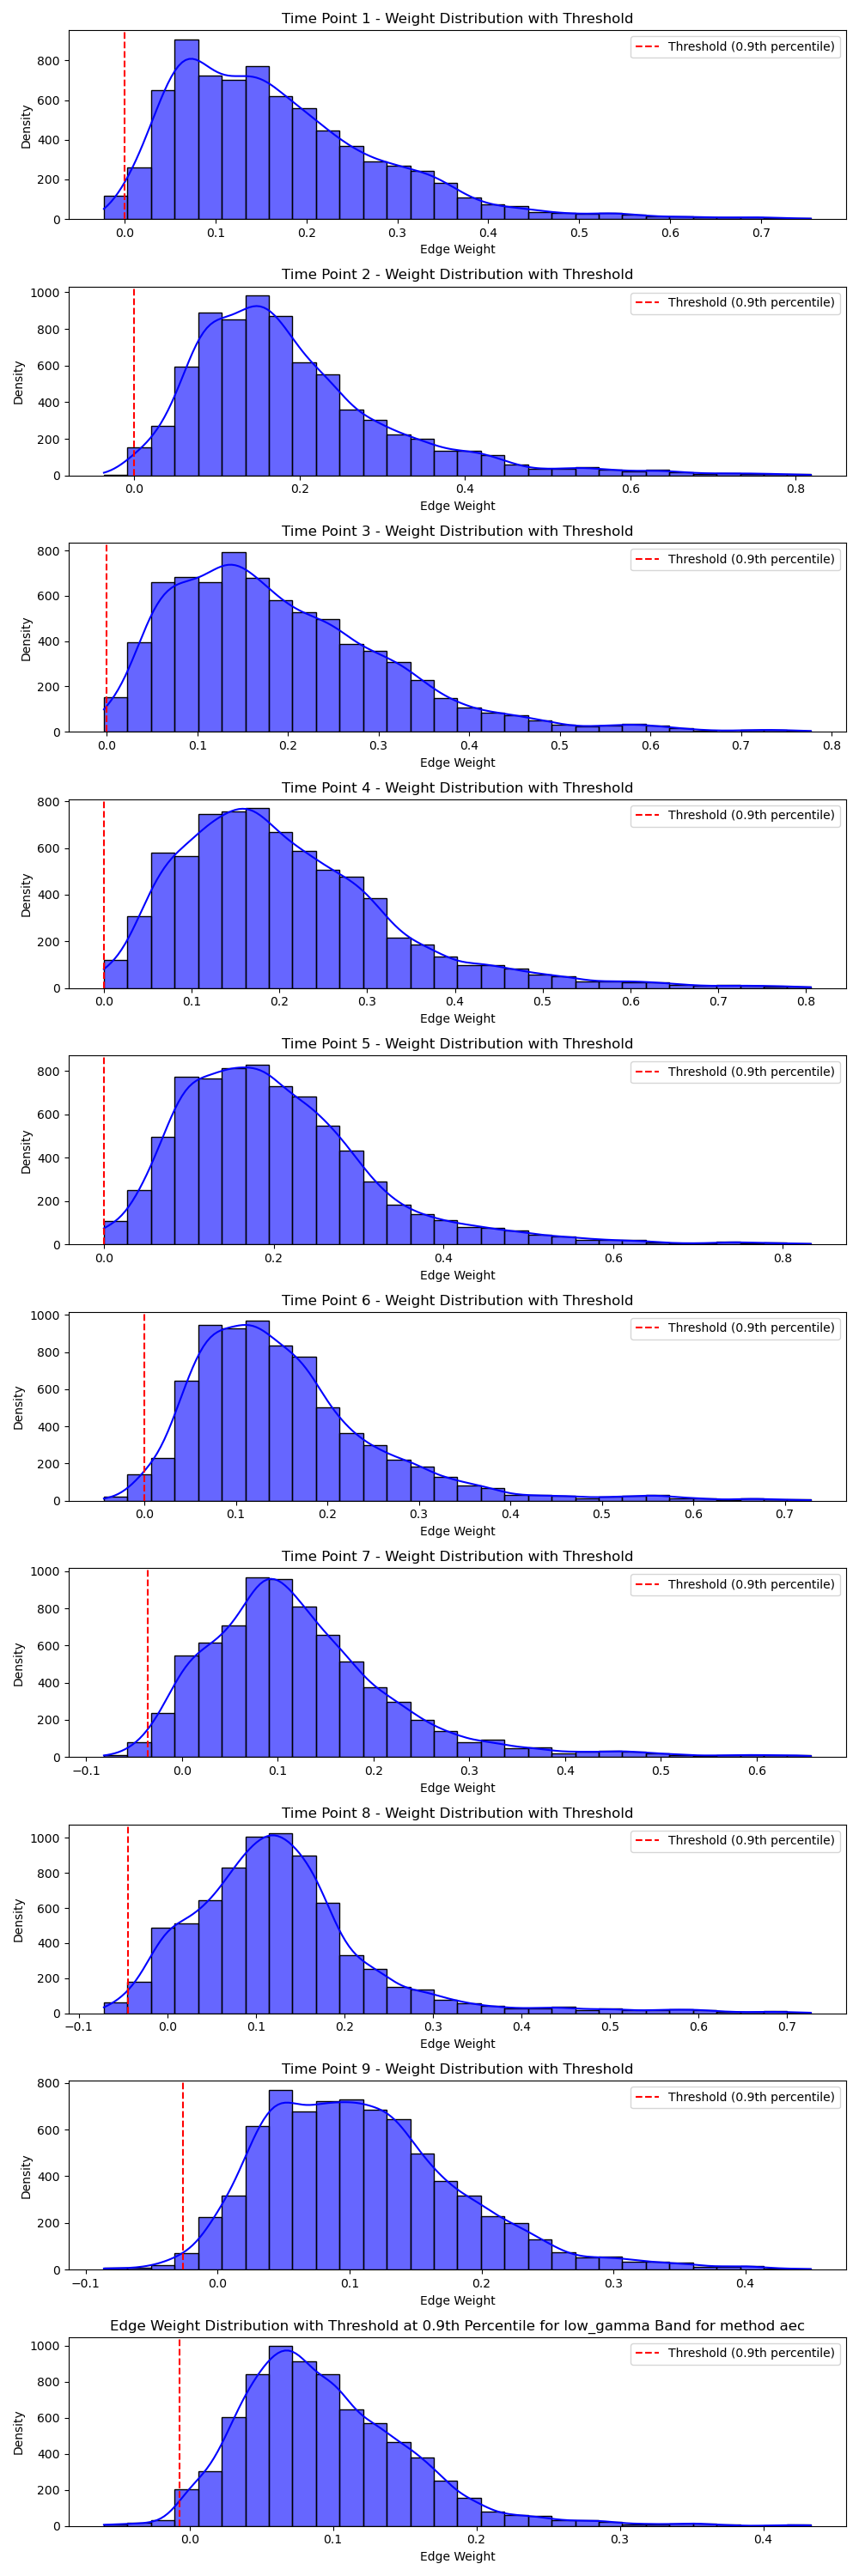 Time Point 1 - Weight Distribution with Threshold
Threshold (0.9th percentile)
Density
800
600
400
200
0
0.0 0.1 0.2 0.3 0.4 0.5 0.6 0.7
Edge Weight
Time Point 2 - Weight Distribution with Threshold
Threshold (0.9th percentile)
Density
1000
800
600
400
200
0
0.0 0.2 0.4 0.6 0.8
Edge Weight
Time Point 3 - Weight Distribution with Threshold
Threshold (0.9th percentile)
Density
800
600
400
200
0
0.0 0.1 0.2 0.3 0.4 0.5 0.6 0.7 0.8
Edge Weight
Time Point 4 - Weight Distribution with Threshold
Threshold (0.9th percentile)
Density
800
600
400
200
0
0.0 0.1 0.2 0.3 0.4 0.5 0.6 0.7 0.8
Edge Weight
Time Point 5 - Weight Distribution with Threshold
Threshold (0.9th percentile)
Density
800
600
400
200
0
0.0 0.2 0.4 0.6 0.8
Edge Weight
Time Point 6 - Weight Distribution with Threshold
Threshold (0.9th percentile)
Density
1000
800
600
400
200
0
0.0 0.1 0.2 0.3 0.4 0.5 0.6 0.7
Edge Weight
Time Point 7 - Weight Distribution with Threshold
Threshold (0.9th percentile)
Density
1000
800
600
400
200
0
−0.1 0.0 0.1 0.2 0.3 0.4 0.5 0.6
Edge Weight
Time Point 8 - Weight Distribution with Threshold
Threshold (0.9th percentile)
Density
1000
800
600
400
200
0
−0.1 0.0 0.1 0.2 0.3 0.4 0.5 0.6 0.7
Edge Weight
Time Point 9 - Weight Distribution with Threshold
Threshold (0.9th percentile)
Density
800
600
400
200
0
−0.1 0.0 0.1 0.2 0.3 0.4
Edge Weight
Edge Weight Distribution with Threshold at 0.9th Percentile for low_gamma Band for method aec
Threshold (0.9th percentile)
Density
1000
800
600
400
200
0
0.0 0.1 0.2 0.3 0.4
Edge Weight